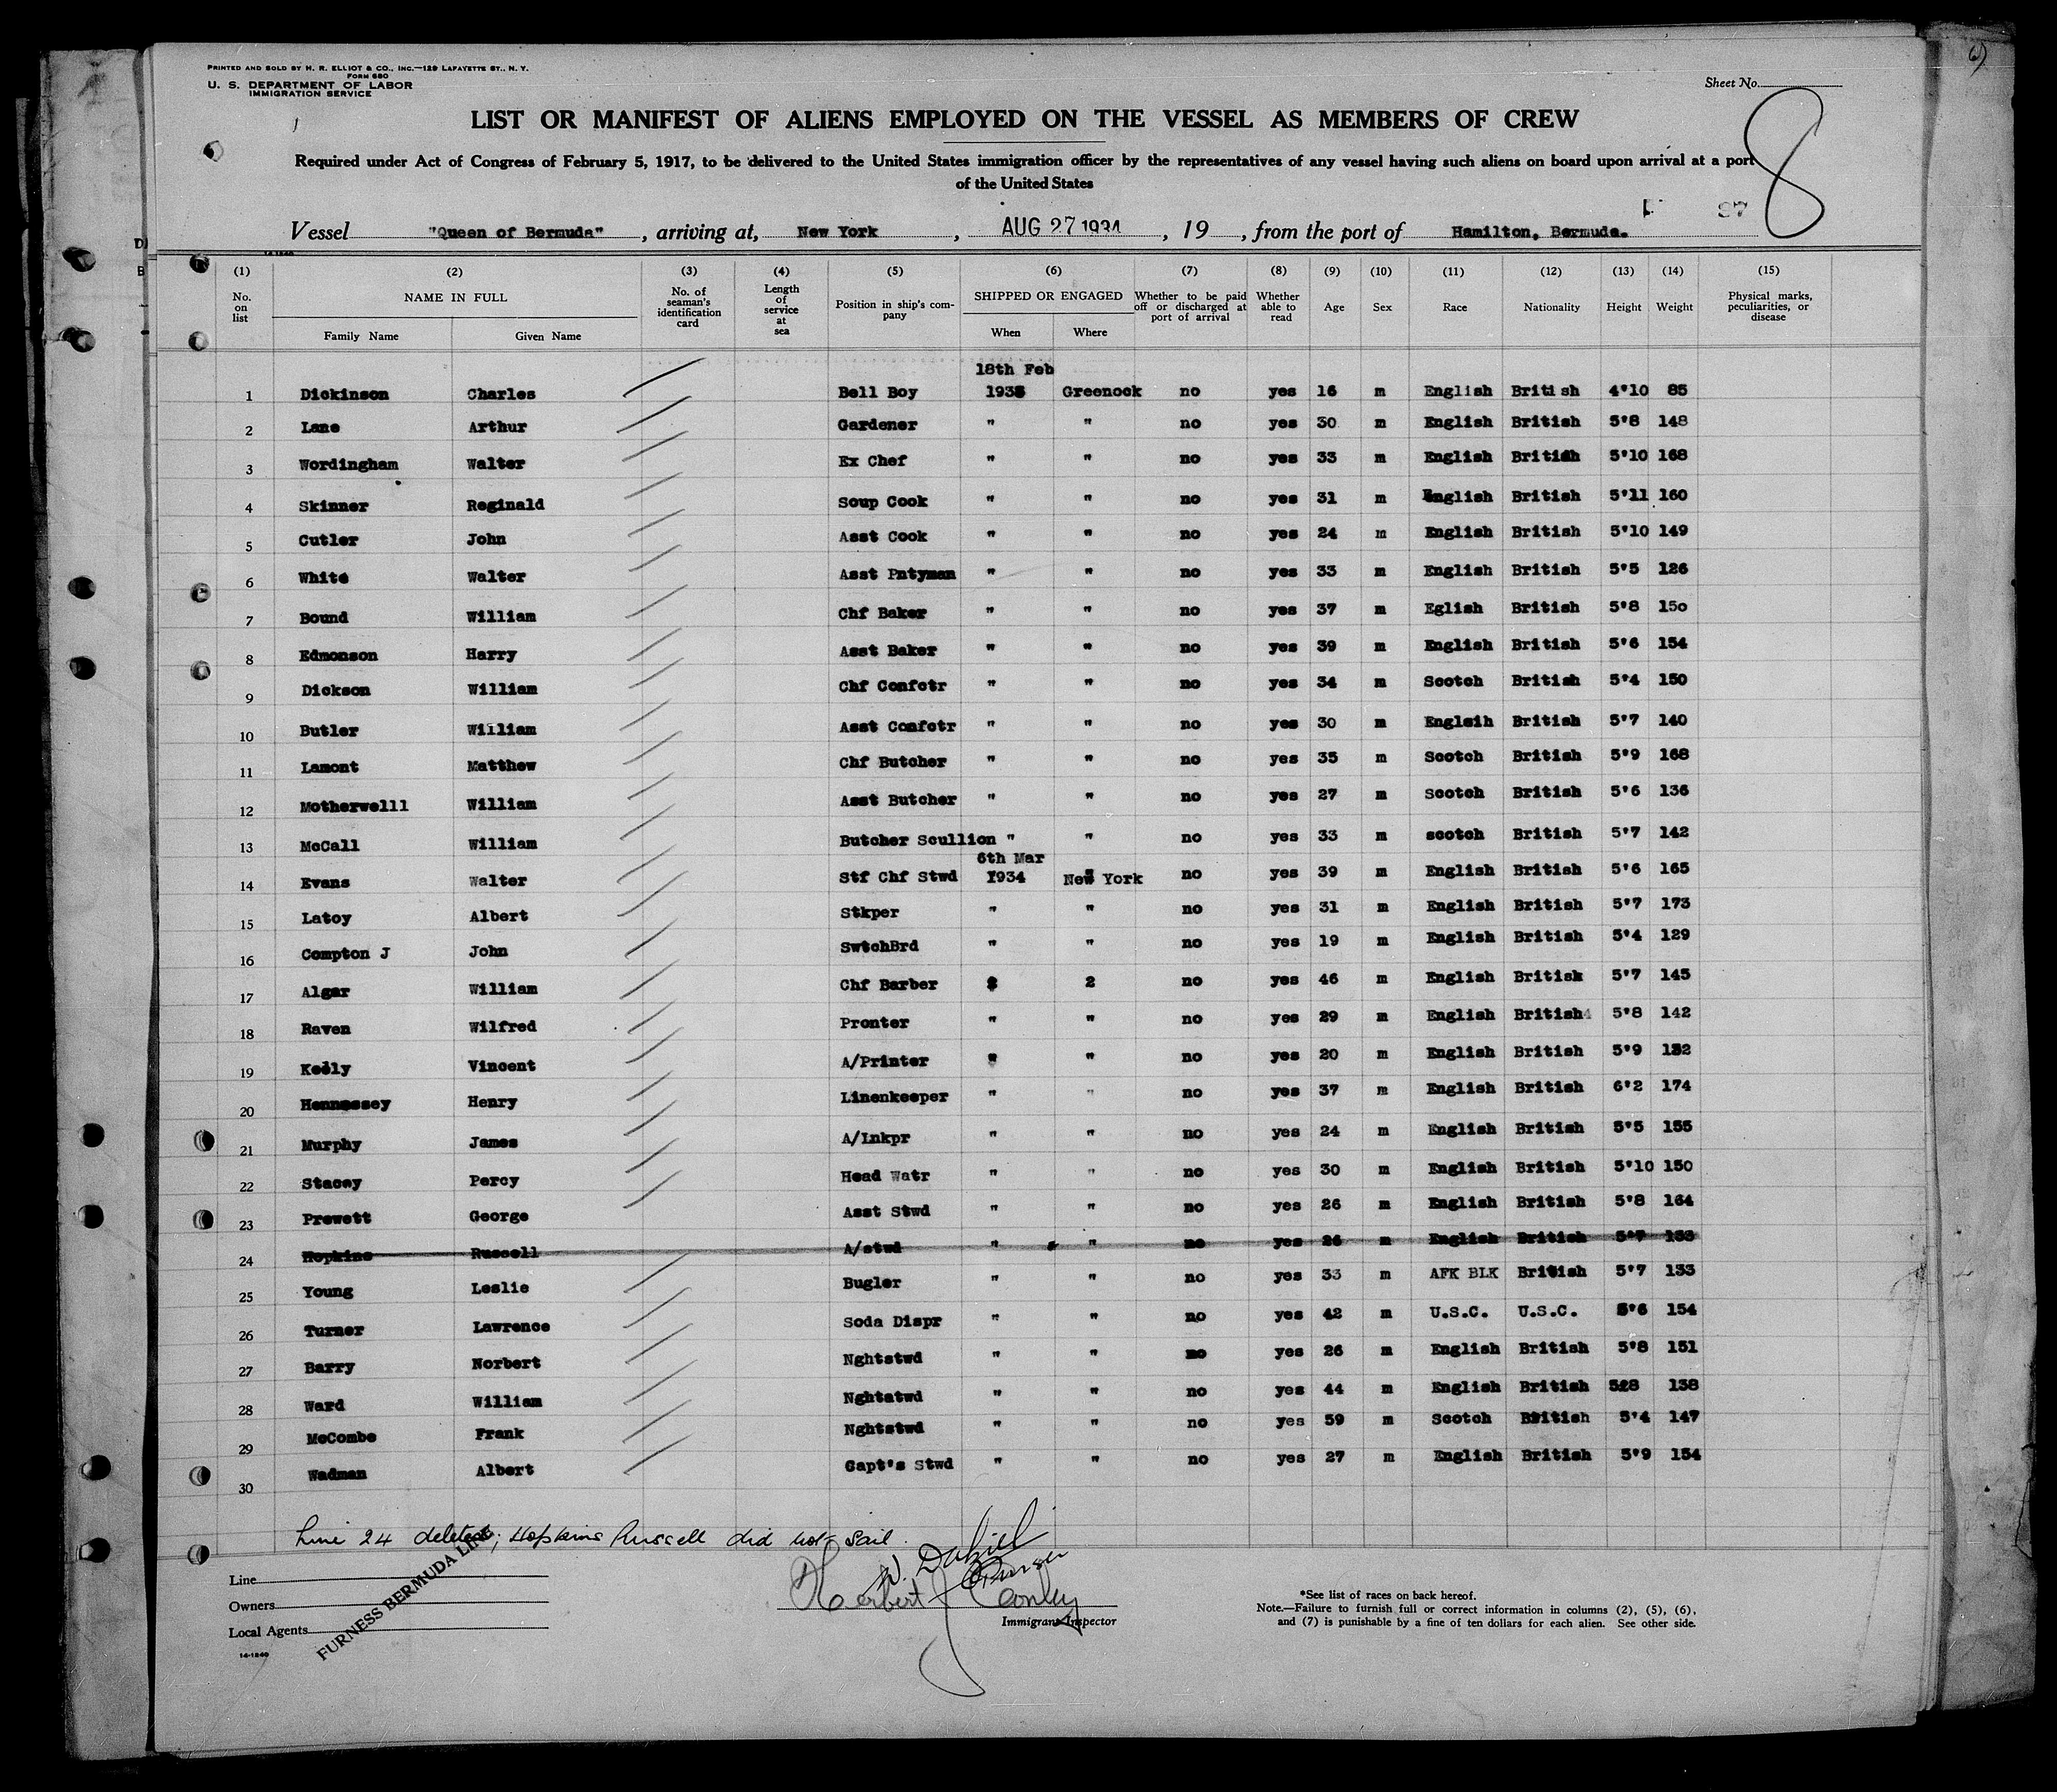 PRINTED AND SOLD BY H. R. ELLIOT & CO., INC.—129 LAFAYETTE ST., N. Y.
FORM 680
U. S. DEPARTMENT OF LABOR
IMMIGRATION SERVICE
Sheet No.
8
LIST OR MANIFEST OF ALIENS EMPLOYED ON THE VESSEL AS MEMBERS OF CREW
Required under Act of Congress of February 5, 1917, to be delivered to the United States immigration officer by the representatives of any vessel having such aliens on board upon arrival at a port
of the United States
Vessel "Queen of Bermuda", arriving at, New York, AUG 27 1934, 19 , from the port of Hamilton, Bermuda.
(1) (2) (3) (4) (5) (6) (7) (8) (9) (10) (11) (12) (13) (14) (15)
No. on list NAME IN FULL Family Name Given Name No. of seaman's identification card Length of service at sea Position in ship's company SHIPPED OR ENGAGED When Where Whether to be paid off or discharged at port of arrival Whether able to read Age Sex Race Nationality Height Weight Physical marks, peculiarities, or disease
18th Feb
1 Dickinson Charles Bell Boy 1933 Greenock no yes 16 m English British 4'10 85
2 Lane Arthur Gardener " " no yes 30 m English British 5'8 148
3 Wordingham Walter Ex Chef " " no yes 33 m English British 5'10 168
4 Skinner Reginald Soup Cook " " no yes 31 m English British 5'11 160
5 Cutler John Asst Cook " " no yes 24 m English British 5'10 149
6 White Walter Asst Pntyman " " no yes 33 m English British 5'5 126
7 Bound William Chf Baker " " no yes 37 m Eglish British 5'8 150
8 Edmonson Harry Asst Baker " " no yes 39 m English British 5'6 154
9 Dickson William Chf Confctr " " no yes 34 m Scotch British 5'4 150
10 Butler William Asst Confctr " " no yes 30 m Engleih British 5'7 140
11 Lamont Matthew Chf Butcher " " no yes 35 m Scotch British 5'9 168
12 Motherwelll William Asst Butcher " " no yes 27 m Scotch British 5'6 136
13 McCall William Butcher Scullion " " no yes 33 m scotch British 5'7 142
6th Mar
14 Evans Walter Stf Chf Stwd 1934 New York no yes 39 m English British 5'6 165
15 Latoy Albert Stkper " " no yes 31 m English British 5'7 173
16 Compton J John SwtchBrd " " no yes 19 m English British 5'4 129
17 Algar William Chf Barber 2 no yes 46 m English British 5'7 145
18 Raven Wilfred Pronter " " no yes 29 m English British 5'8 142
19 Kelly Vincent A/Printer " " no yes 20 m English British 5'9 132
20 Hennessey Henry Linenkeeper " " no yes 37 m English British 6'2 174
21 Murphy James A/Lnkpr " " no yes 24 m English British 5'5 155
22 Stacey Percy Head Watr " " no yes 30 m English British 5'10 150
23 Prewett George Asst Stwd " " no yes 26 m English British 5'8 164
24 Hopkins Russell A/stwd " " no yes 26 m English British 5'7 133
25 Young Leslie Bugler " " no yes 33 m AFK BLK British 5'7 133
26 Turner Lawrence Soda Dispr " " no yes 42 m U.S.C. U.S.C. 5'6 154
27 Barry Norbert Nghtstwd " " no yes 26 m English British 5'8 151
28 Ward William Nghtstwd " " no yes 44 m English British 528 138
29 McCombe Frank Nghtstwd " " no yes 59 m Scotch British 5'4 147
30 Wadman Albert Capt's Stwd " " no yes 27 m English British 5'9 154
Line 24 deleted; Hopkins Russell did not sail.
Purser
Herbert J Conley
Immigrant Inspector
Line
Owners
Local Agents
FURNESS BERMUDA LINE
14-1240
*See list of races on back hereof.
Note.—Failure to furnish full or correct information in columns (2), (5), (6),
and (7) is punishable by a fine of ten dollars for each alien. See other side.